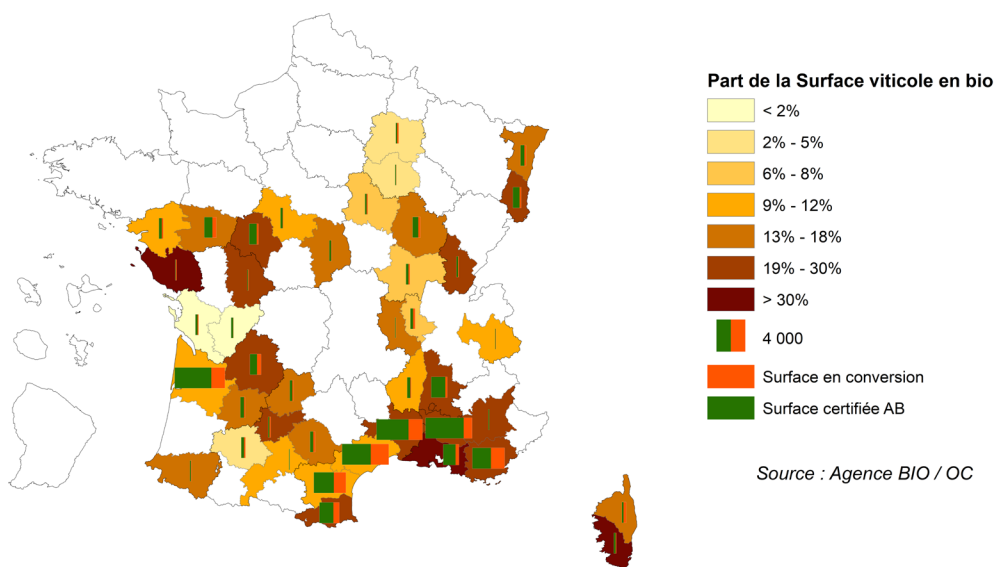 Part de la Surface viticole en bio
< 2%
2% - 5%
6% - 8%
9% - 12%
13% - 18%
19% - 30%
> 30%
4 000
Surface en conversion
Surface certifiée AB
Source : Agence BIO / OC